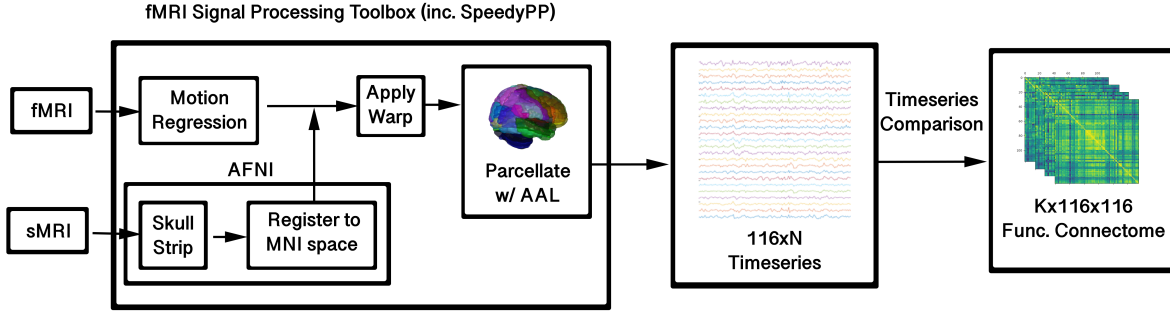 fMRI Signal Processing Toolbox (inc. SpeedyPP)
fMRI
Motion
Regression
Apply
Warp
Parcellate
w/ AAL
AFNI
sMRI
Skull
Strip
Register to
MNI space
116xN
Timeseries
Timeseries
Comparison
Kx116x116
Func. Connectome